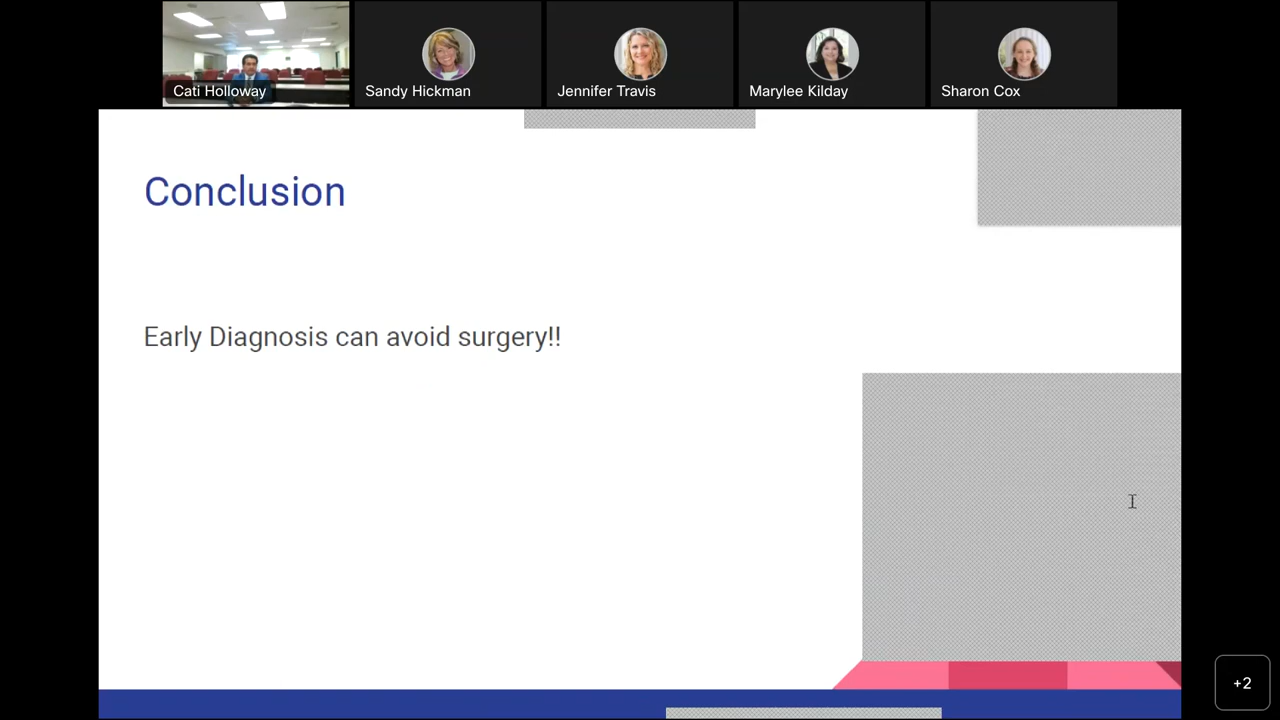 Cati Holloway
Sandy Hickman
Jennifer Travis
Marylee Kilday
Sharon Cox
Conclusion
Early Diagnosis can avoid surgery!!
+2